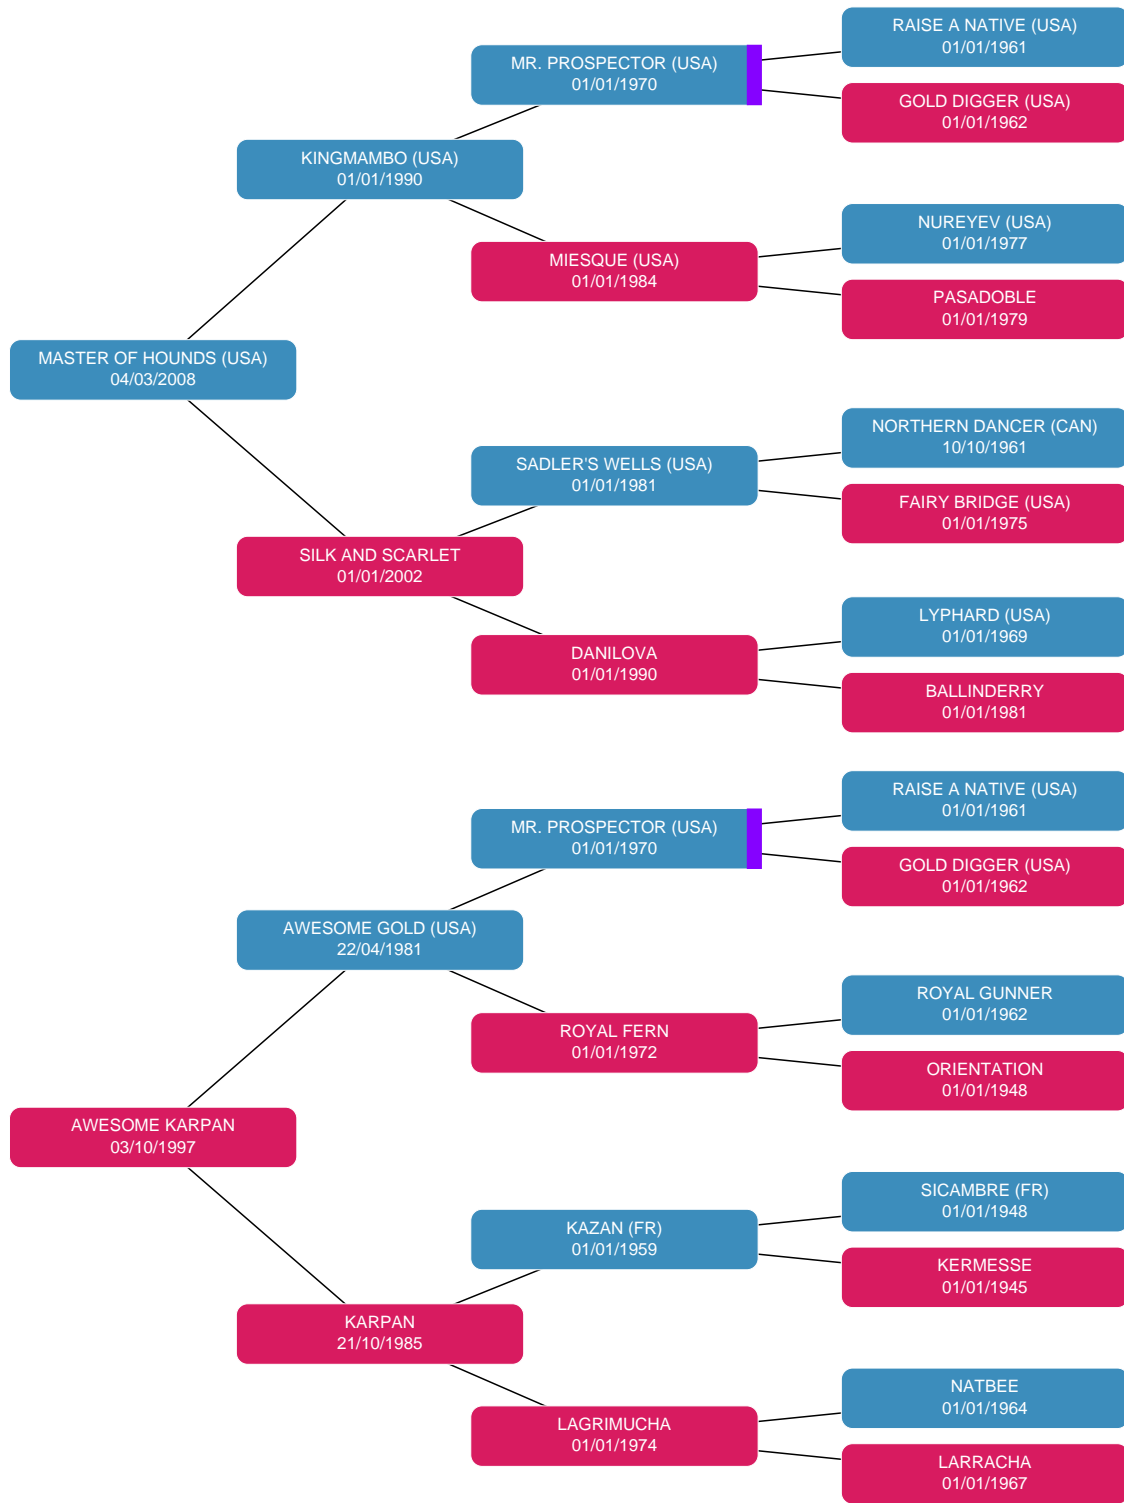 RAISE A NATIVE (USA)
01/01/1961
MR. PROSPECTOR (USA)
01/01/1970
GOLD DIGGER (USA)
01/01/1962
KINGMAMBO (USA)
01/01/1990
NUREYEV (USA)
01/01/1977
MIESQUE (USA)
01/01/1984
PASADOBLE
01/01/1979
MASTER OF HOUNDS (USA)
04/03/2008
NORTHERN DANCER (CAN)
10/10/1961
SADLER'S WELLS (USA)
01/01/1981
FAIRY BRIDGE (USA)
01/01/1975
SILK AND SCARLET
01/01/2002
LYPHARD (USA)
01/01/1969
DANILOVA
01/01/1990
BALLINDERRY
01/01/1981
RAISE A NATIVE (USA)
01/01/1961
MR. PROSPECTOR (USA)
01/01/1970
GOLD DIGGER (USA)
01/01/1962
AWESOME GOLD (USA)
22/04/1981
ROYAL GUNNER
01/01/1962
ROYAL FERN
01/01/1972
ORIENTATION
01/01/1948
AWESOME KARPAN
03/10/1997
SICAMBRE (FR)
01/01/1948
KAZAN (FR)
01/01/1959
KERMESSE
01/01/1945
KARPAN
21/10/1985
NATBEE
01/01/1964
LAGRIMUCHA
01/01/1974
LARRACHA
01/01/1967